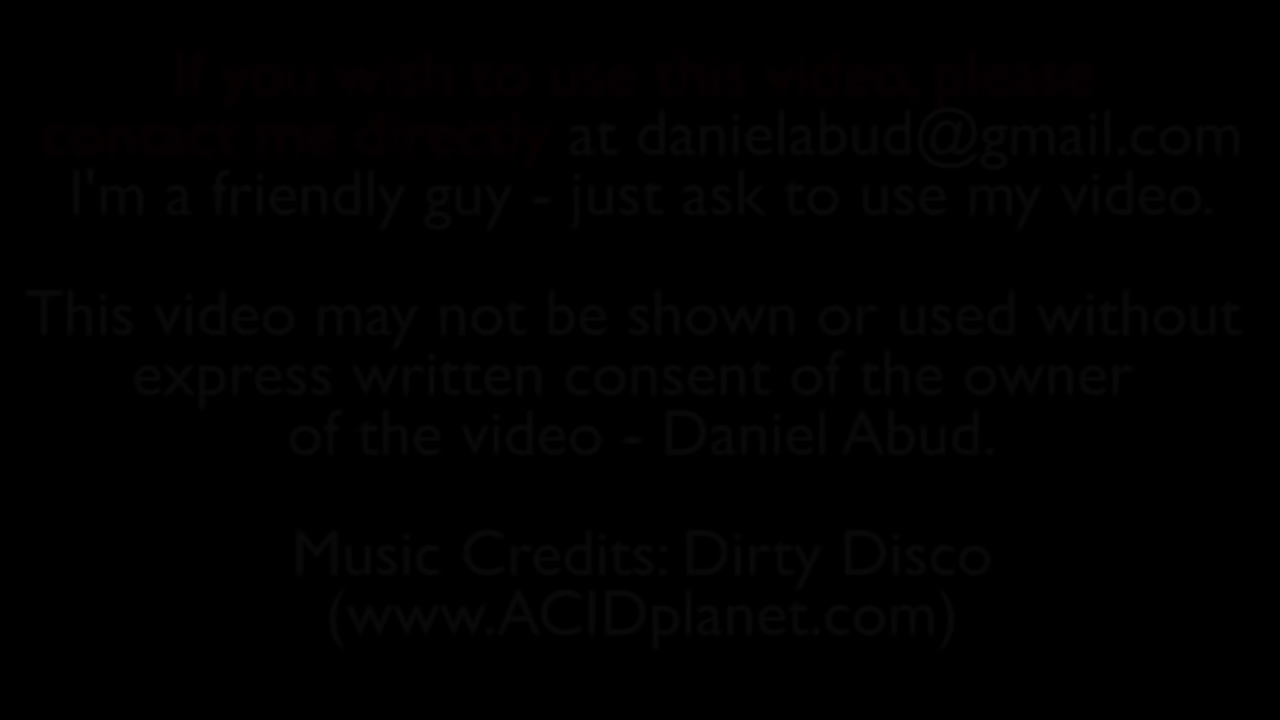 If you wish to use this video, please
contact me directly at danielabud@gmail.com
I'm a friendly guy - just ask to use my video.
This video may not be shown or used without
express written consent of the owner
of the video - Daniel Abud.
Music Credits: Dirty Disco
(www.ACIDplanet.com)